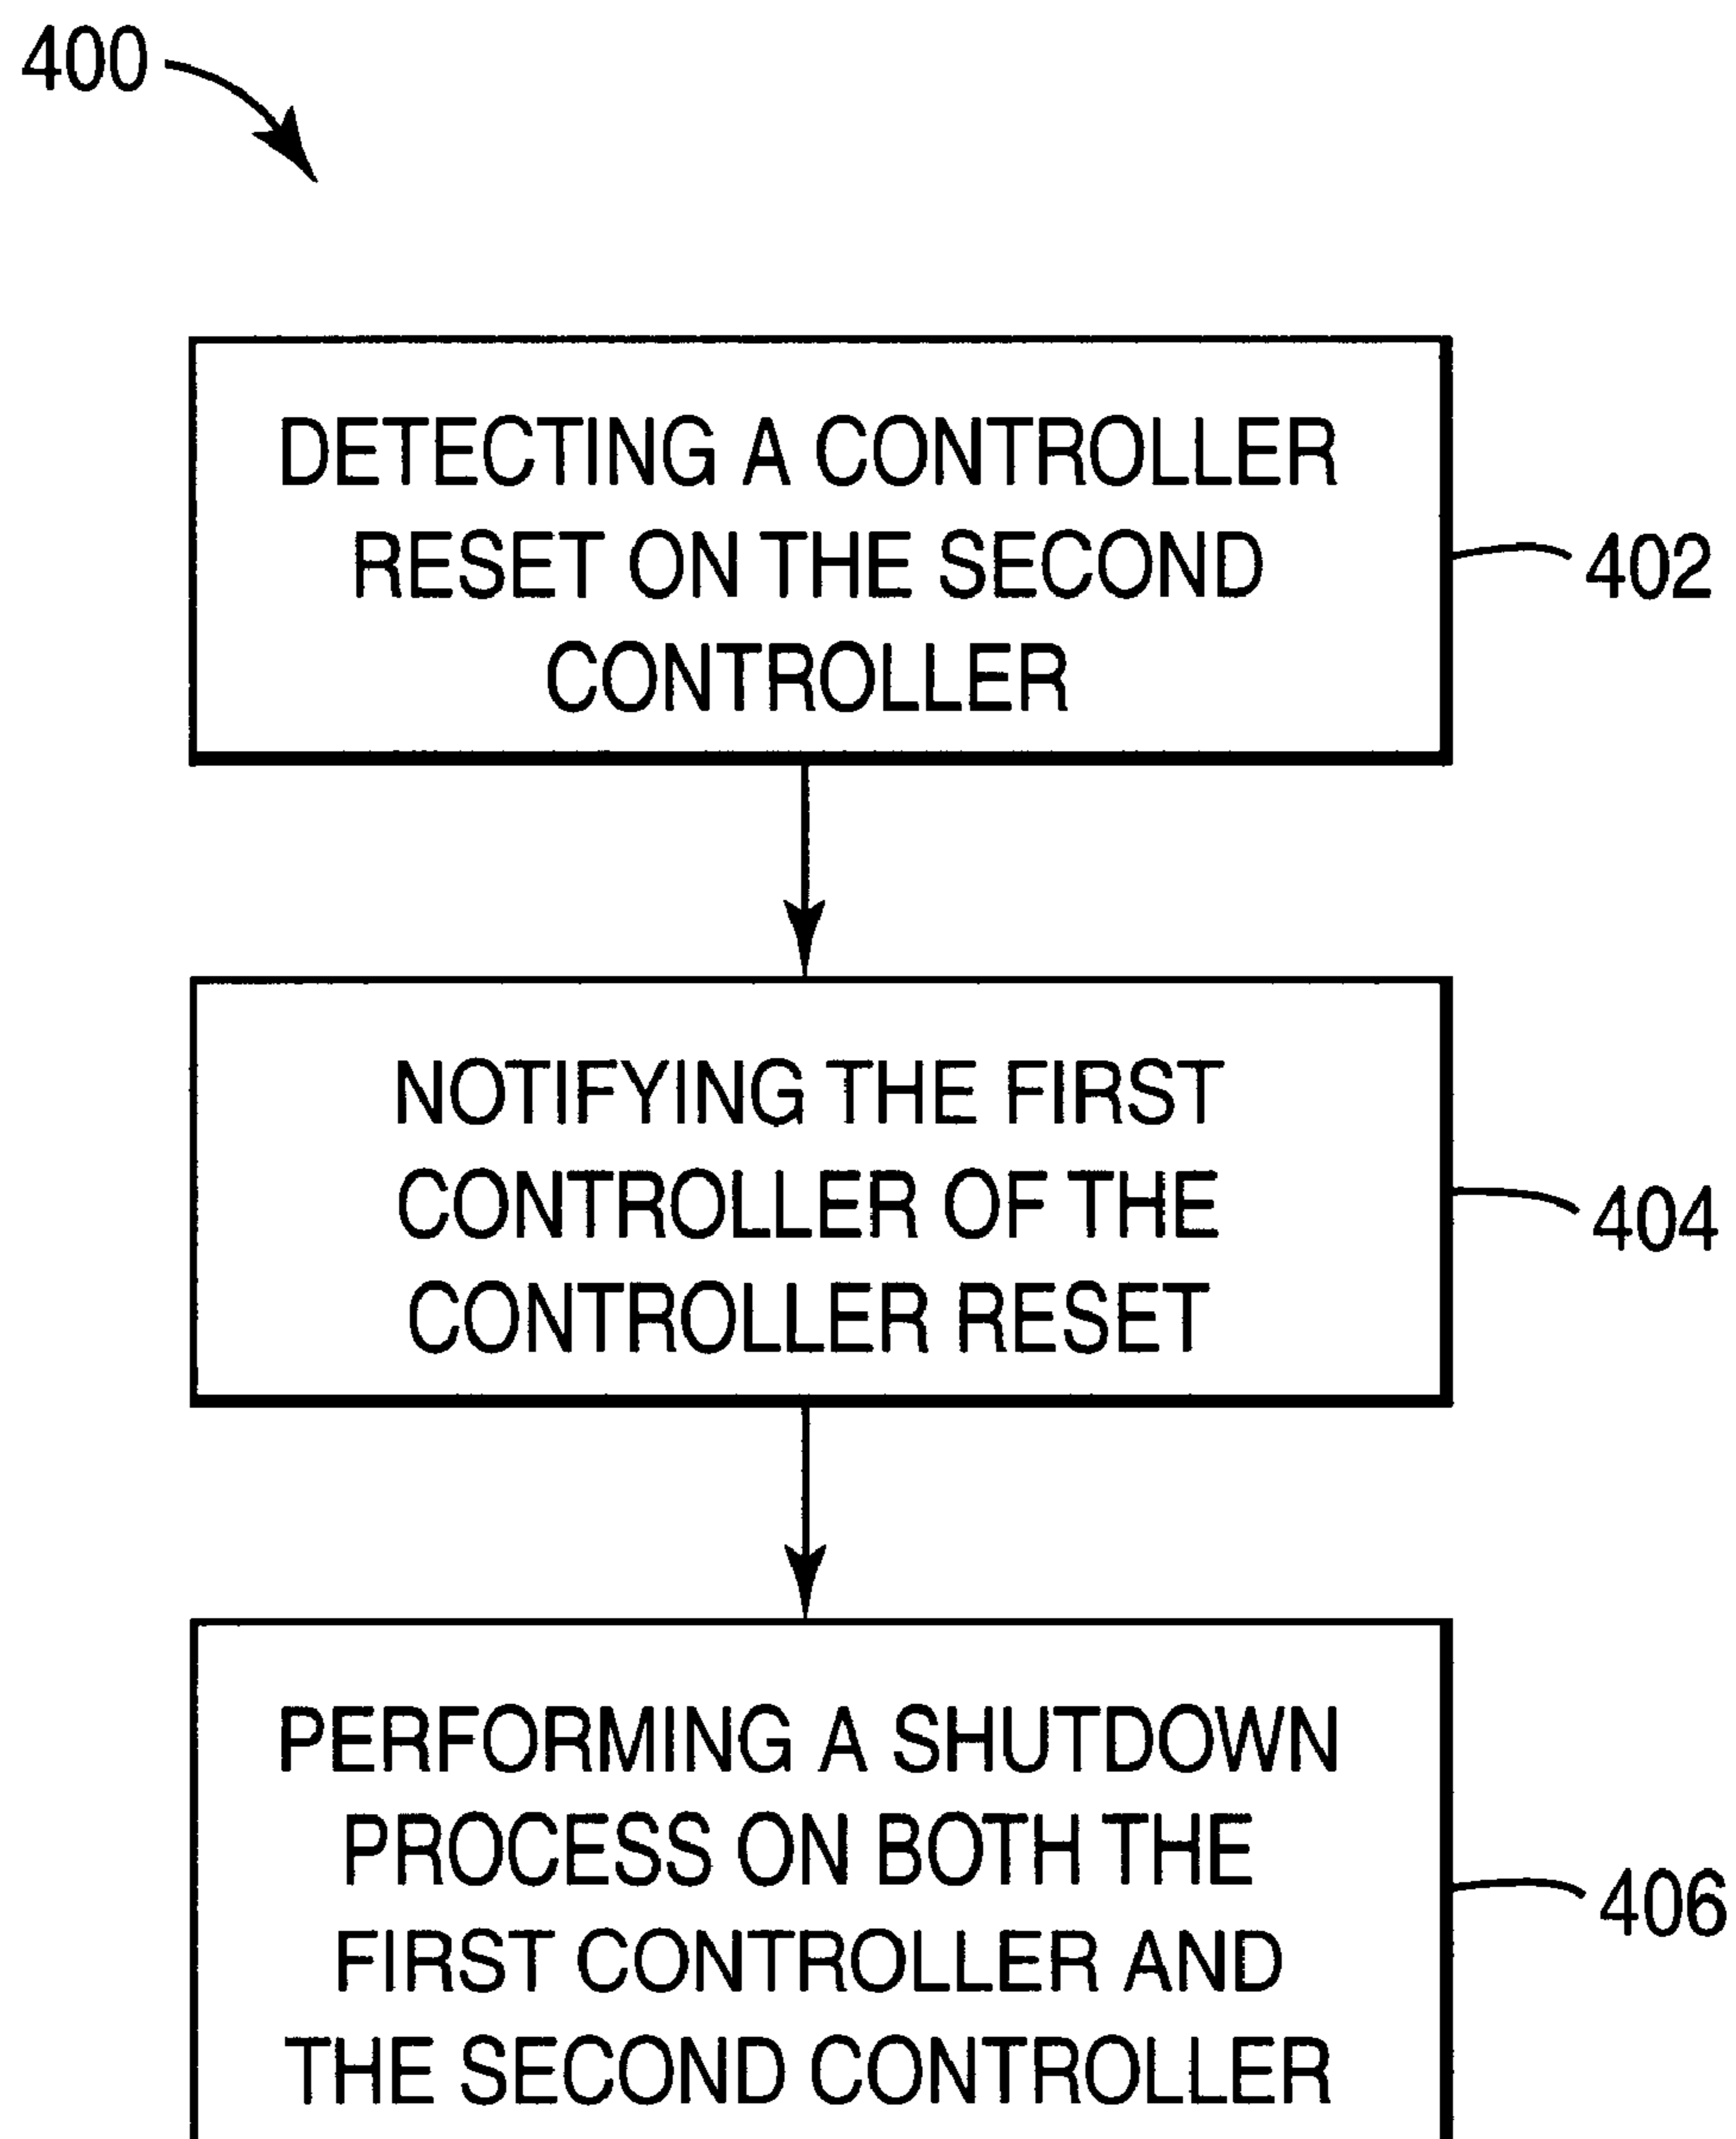 400
DETECTING A CONTROLLER
RESET ON THE SECOND
CONTROLLER
402
NOTIFYING THE FIRST
CONTROLLER OF THE
CONTROLLER RESET
404
PERFORMING A SHUTDOWN
PROCESS ON BOTH THE
FIRST CONTROLLER AND
THE SECOND CONTROLLER
406